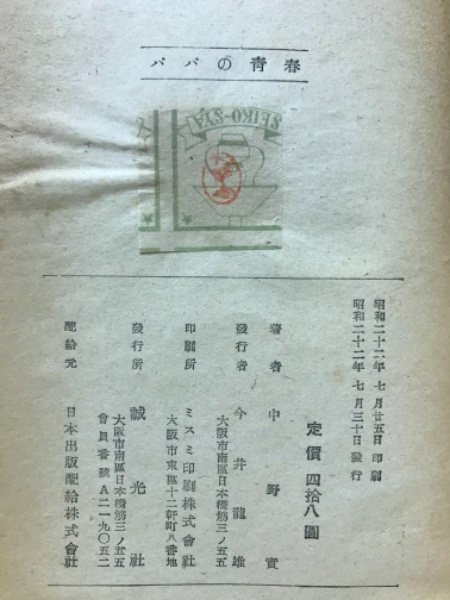 パパの青春
SEIKO-SYA
昭和二十二年七月廿五日印刷
昭和二十二年七月三十日發行
定價 四拾八圓
著者 中野實
發行者 今井龍雄
大阪市南區日本橋筋三ノ五五
印刷所 ミスミ印刷株式會社
大阪市東區十二軒町八番地
發行所 誠光社
大阪市南區日本橋筋三ノ五五
會員番號A二一九〇五二
配給元 日本出版配給株式會社